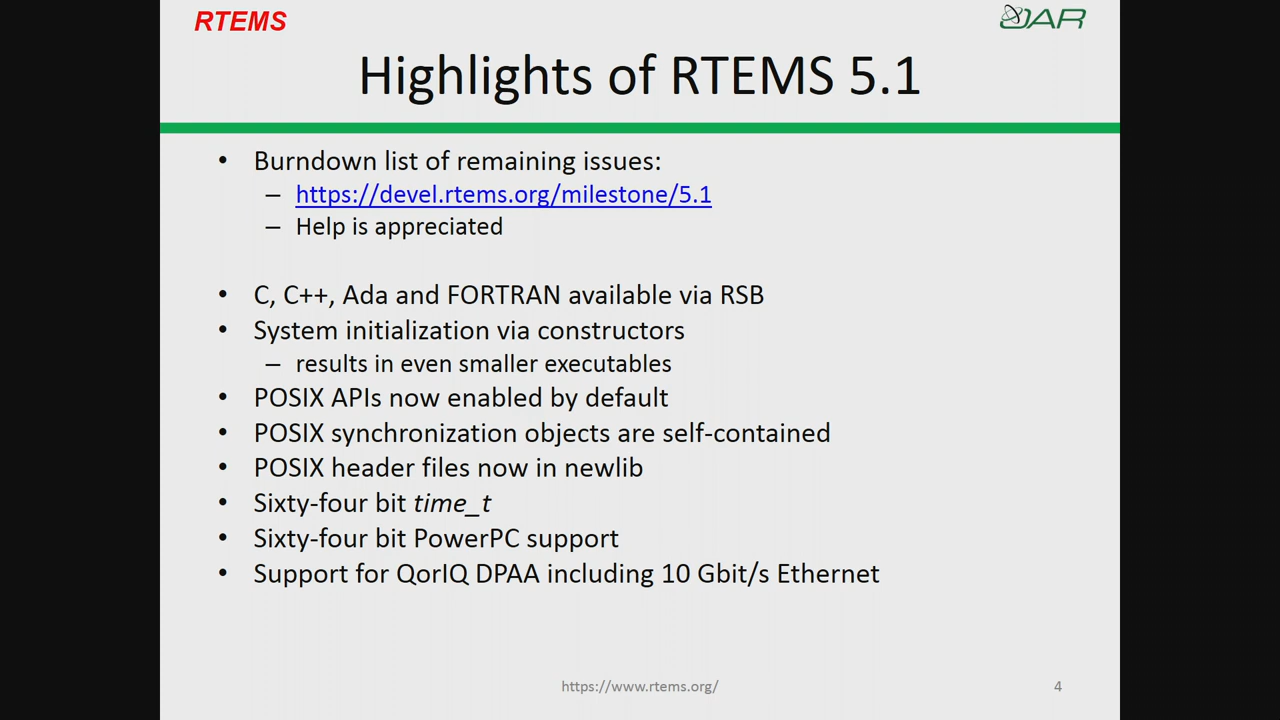 RTEMS
OAR
Highlights of RTEMS 5.1
• Burndown list of remaining issues:
– https://devel.rtems.org/milestone/5.1
– Help is appreciated
• C, C++, Ada and FORTRAN available via RSB
• System initialization via constructors
– results in even smaller executables
• POSIX APIs now enabled by default
• POSIX synchronization objects are self-contained
• POSIX header files now in newlib
• Sixty-four bit time_t
• Sixty-four bit PowerPC support
• Support for QorIQ DPAA including 10 Gbit/s Ethernet
https://www.rtems.org/
4